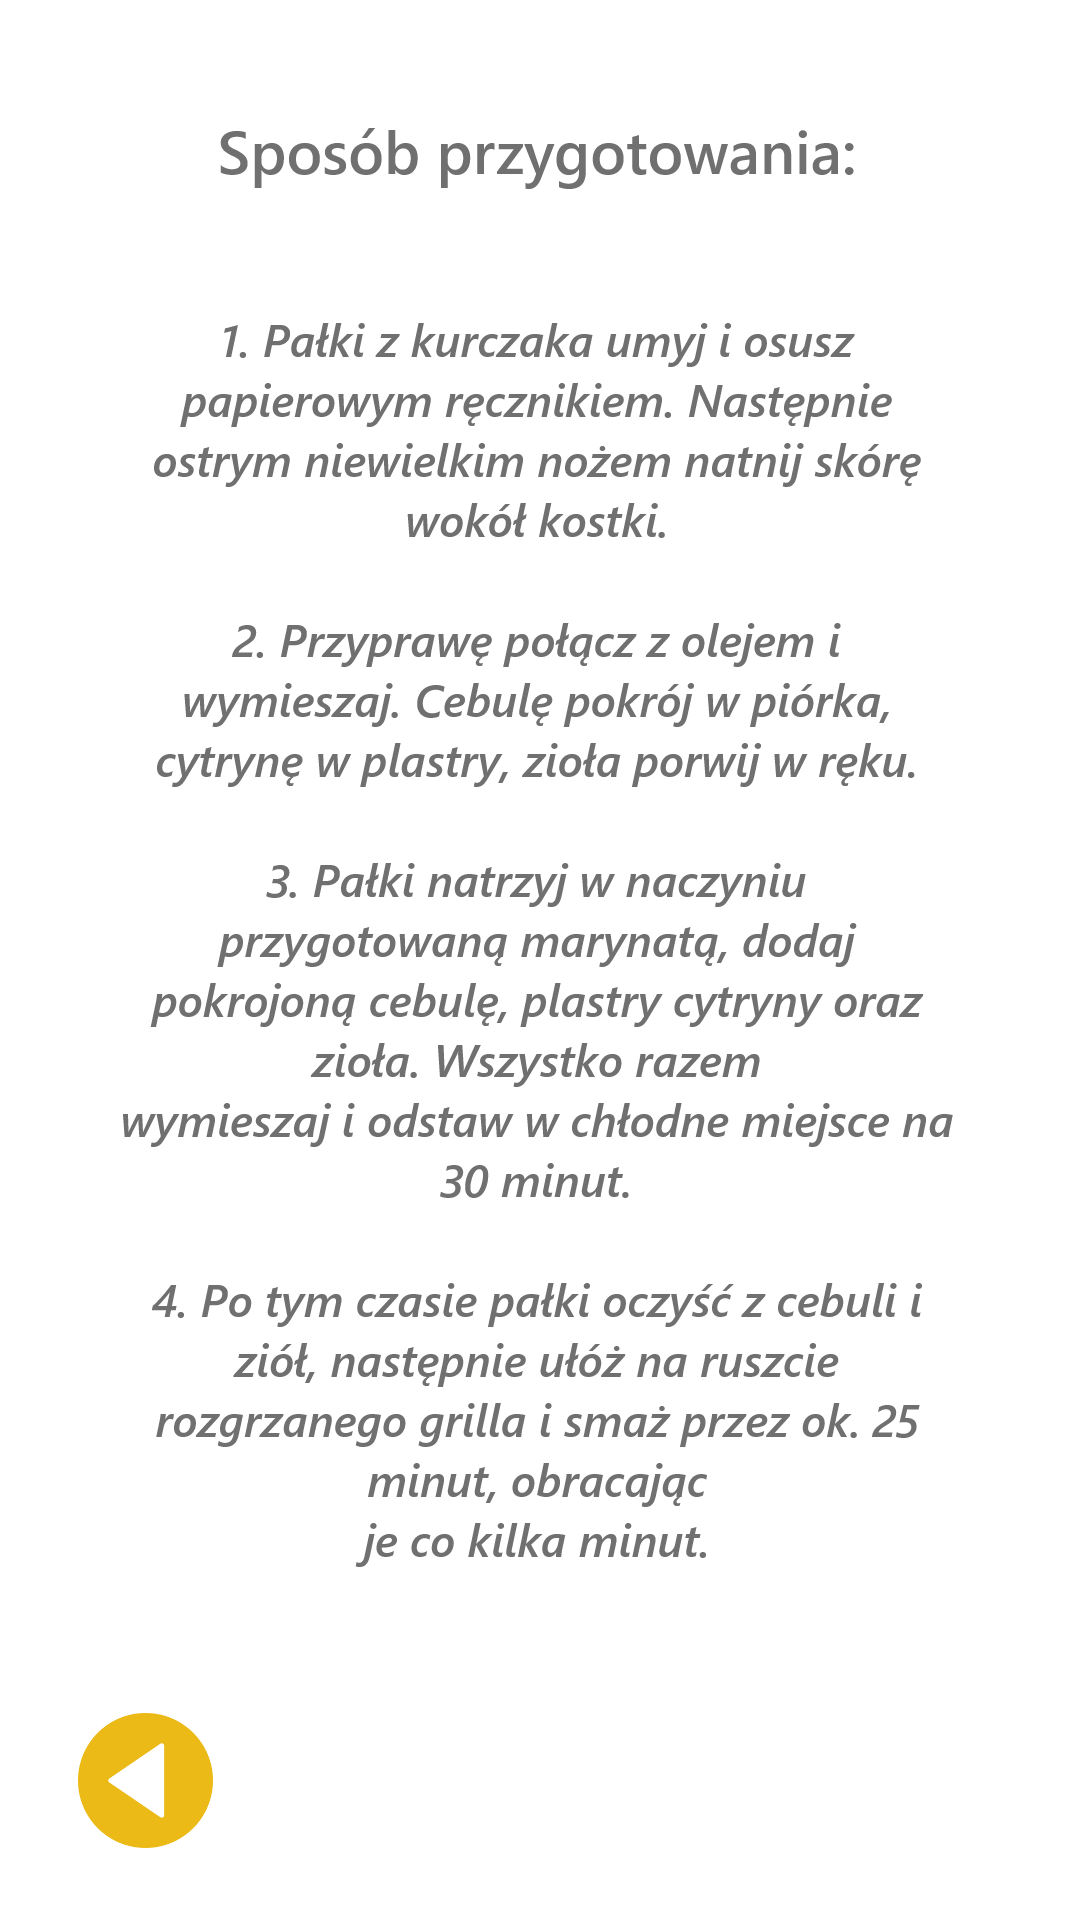 Sposób przygotowania:
1. Pałki z kurczaka umyj i osusz
papierowym ręcznikiem. Następnie
ostrym niewielkim nożem natnij skórę
wokół kostki.
2. Przyprawę połącz z olejem i
wymieszaj. Cebulę pokrój w piórka,
cytrynę w plastry, zioła porwij w ręku.
3. Pałki natrzyj w naczyniu
przygotowaną marynatą, dodaj
pokrojoną cebulę, plastry cytryny oraz
zioła. Wszystko razem
wymieszaj i odstaw w chłodne miejsce na
30 minut.
4. Po tym czasie pałki oczyść z cebuli i
ziół, następnie ułóż na ruszcie
rozgrzanego grilla i smaż przez ok. 25
minut, obracając
je co kilka minut.